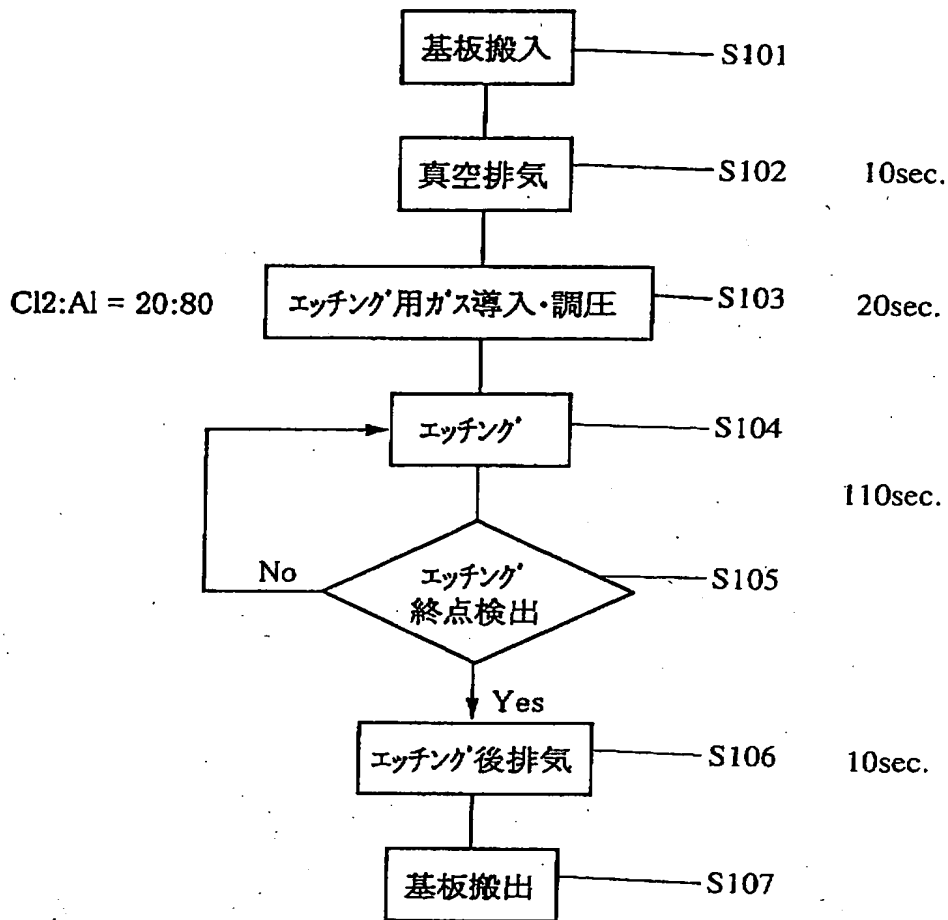 基板搬入
S101
真空排気
S102
10sec.
Cl2:Al = 20:80
エッチング用ガス導入・調圧
S103
20sec.
エッチング
S104
110sec.
No
エッチング
終点検出
S105
Yes
エッチング後排気
S106
10sec.
基板搬出
S107